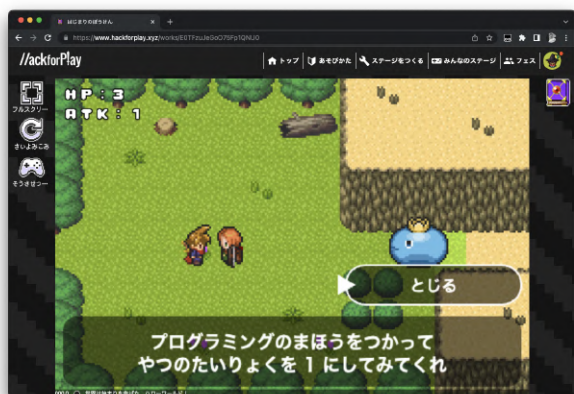 はじまりのぼうけん
https://www.hackforplay.xyz/works/
//ackforPlay
トップ あそびかた ステージをつくる みんなのステージ フェス
フルスクリー
さいよみこみ
そうさせつー
HP:3
ATK:1
とじる
プログラミングのまほうをつかって
やつのたいりょくを 1 にしてみてくれ